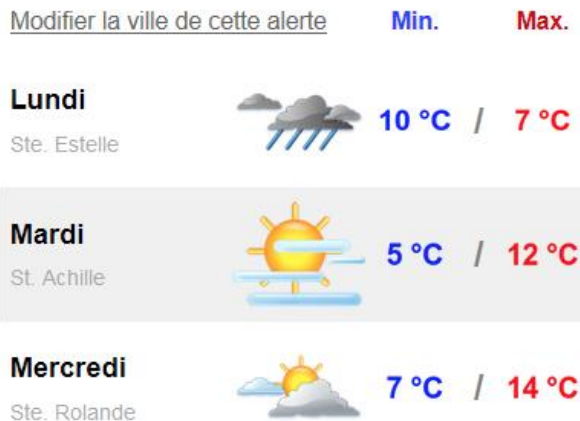 Modifier la ville de cette alerte Min. Max.
Lundi
Ste. Estelle
10 °C / 7 °C
Mardi
St. Achille
5 °C / 12 °C
Mercredi
Ste. Rolande
7 °C / 14 °C